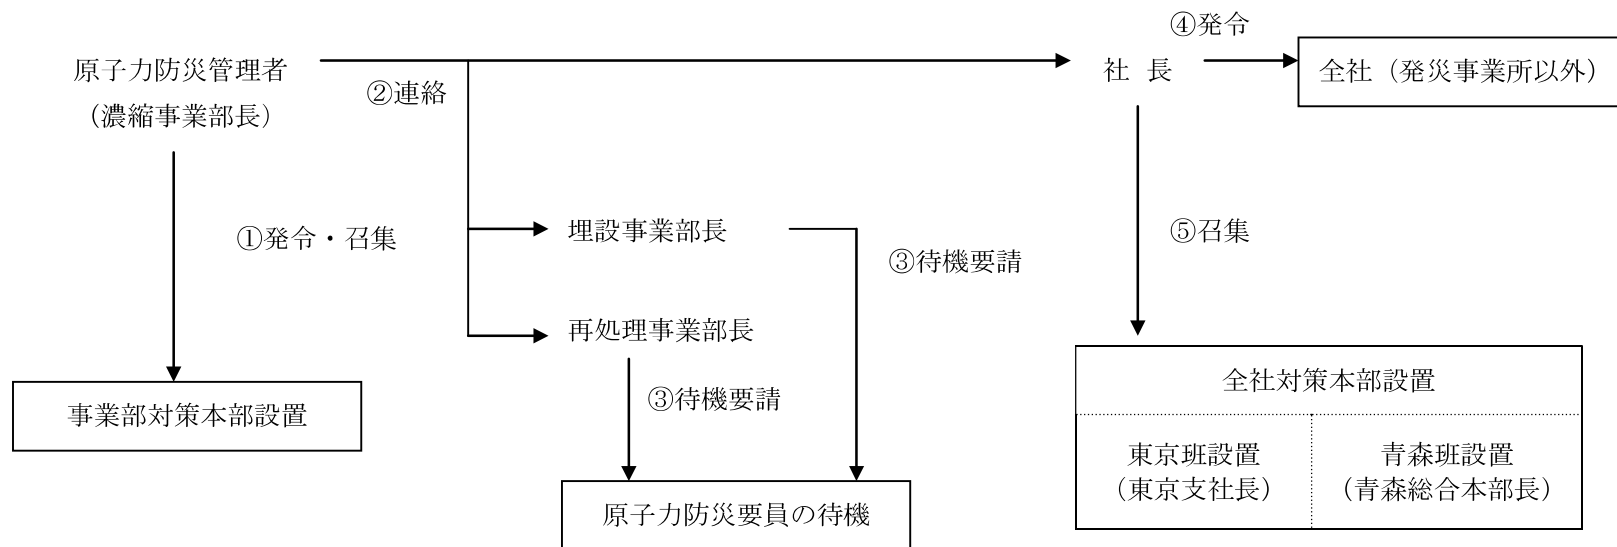 ④発令
原子力防災管理者
（濃縮事業部長）
②連絡
社 長
全社（発災事業所以外）
①発令・召集
埋設事業部長
③待機要請
⑤召集
再処理事業部長
③待機要請
事業部対策本部設置
全社対策本部設置
東京班設置
（東京支社長）
青森班設置
（青森総合本部長）
原子力防災要員の待機